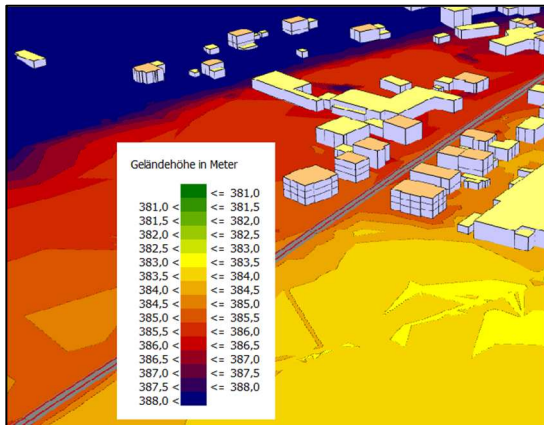 Geländehöhe in Meter
<= 381,0
381,0 < <= 381,5
381,5 < <= 382,0
382,0 < <= 382,5
382,5 < <= 383,0
383,0 < <= 383,5
383,5 < <= 384,0
384,0 < <= 384,5
384,5 < <= 385,0
385,0 < <= 385,5
385,5 < <= 386,0
386,0 < <= 386,5
386,5 < <= 387,0
387,0 < <= 387,5
387,5 < <= 388,0
388,0 <